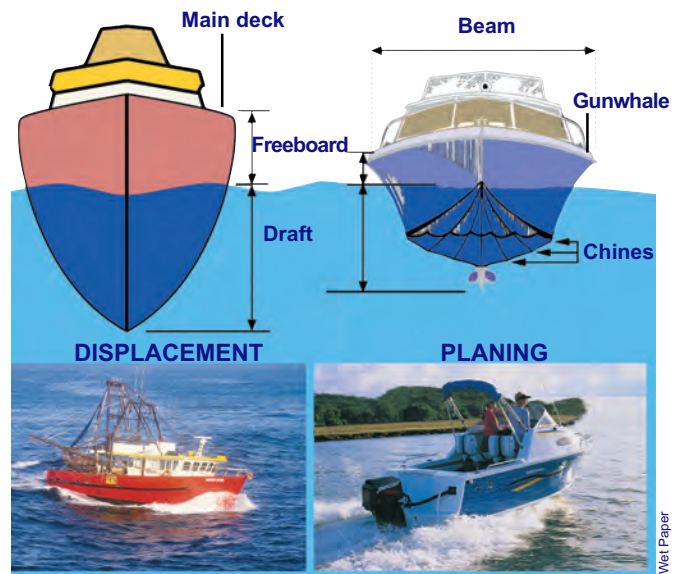 Main deck
Beam
Gunwhale
Freeboard
Draft
Chines
DISPLACEMENT
PLANING
Wet Paper